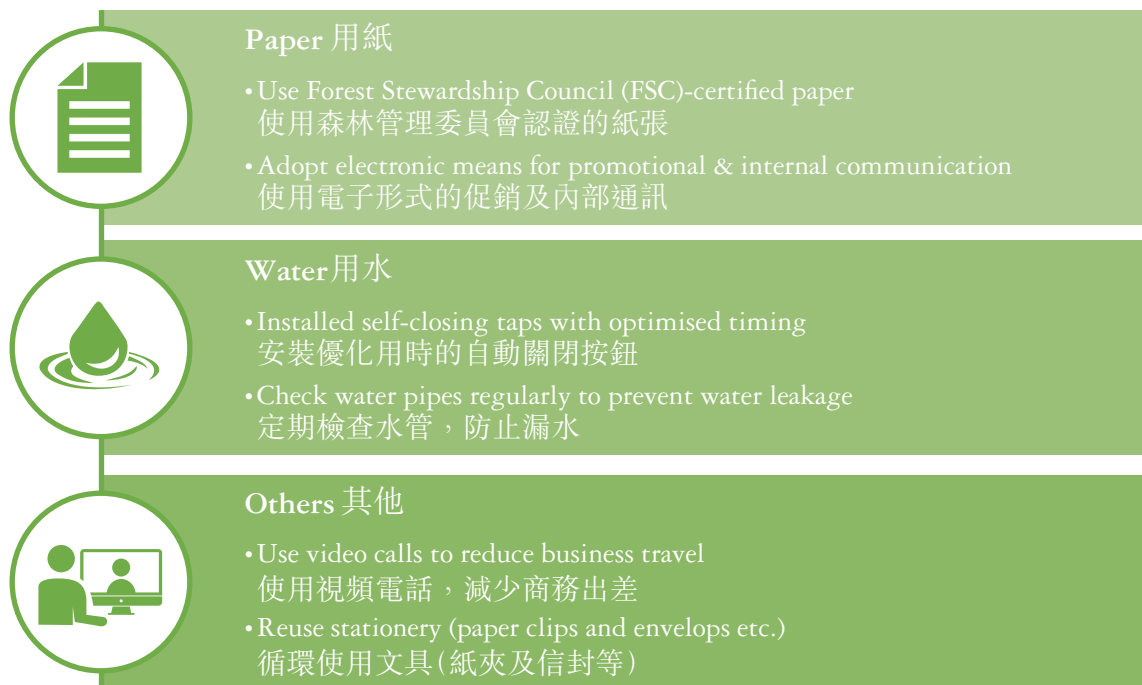 Paper 用紙
•Use Forest Stewardship Council (FSC)-certified paper
使用森林管理委員會認證的紙張
•Adopt electronic means for promotional & internal communication
使用電子形式的促銷及內部通訊
Water用水
•Installed self-closing taps with optimised timing
安裝優化用時的自動關閉按鈕
•Check water pipes regularly to prevent water leakage
定期檢查水管，防止漏水
Others 其他
•Use video calls to reduce business travel
使用視頻電話，減少商務出差
•Reuse stationery (paper clips and envelops etc.)
循環使用文具(紙夾及信封等)